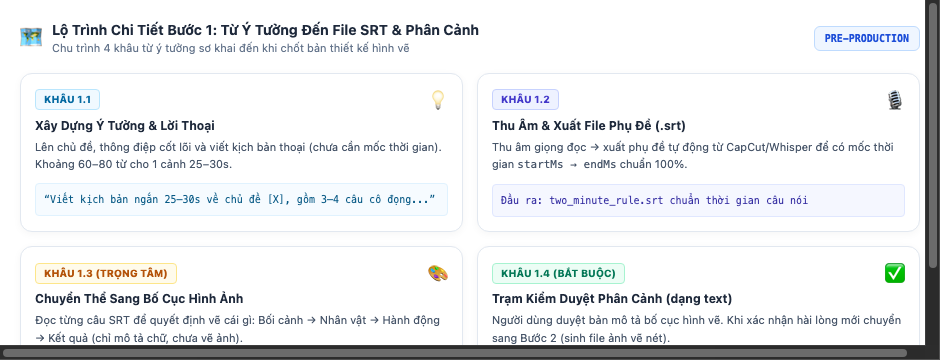 Lộ Trình Chi Tiết Bước 1: Từ Ý Tưởng Đến File SRT & Phân Cảnh
Chu trình 4 khâu từ ý tưởng sơ khai đến khi chốt bản thiết kế hình vẽ
PRE-PRODUCTION
KHÂU 1.1
Xây Dựng Ý Tưởng & Lời Thoại
Lên chủ đề, thông điệp cốt lõi và viết kịch bản thoại (chưa cần mốc thời gian).
Khoảng 60–80 từ cho 1 cảnh 25–30s.
“Viết kịch bản ngắn 25–30s về chủ đề [X], gồm 3–4 câu cô đọng...”
KHÂU 1.2
Thu Âm & Xuất File Phụ Đề (.srt)
Thu âm giọng đọc → xuất phụ đề tự động từ CapCut/Whisper để có mốc thời
gian startMs → endMs chuẩn 100%.
Đầu ra: two_minute_rule.srt chuẩn thời gian câu nói
KHÂU 1.3 (TRỌNG TÂM)
Chuyển Thể Sang Bố Cục Hình Ảnh
Đọc từng câu SRT để quyết định vẽ cái gì: Bối cảnh → Nhân vật → Hành động
→ Kết quả (chỉ mô tả chữ, chưa vẽ ảnh).
KHÂU 1.4 (BẮT BUỘC)
Trạm Kiểm Duyệt Phân Cảnh (dạng text)
Người dùng duyệt bản mô tả bố cục hình vẽ. Khi xác nhận hài lòng mới chuyển
sang Bước 2 (sinh file ảnh vẽ nét).